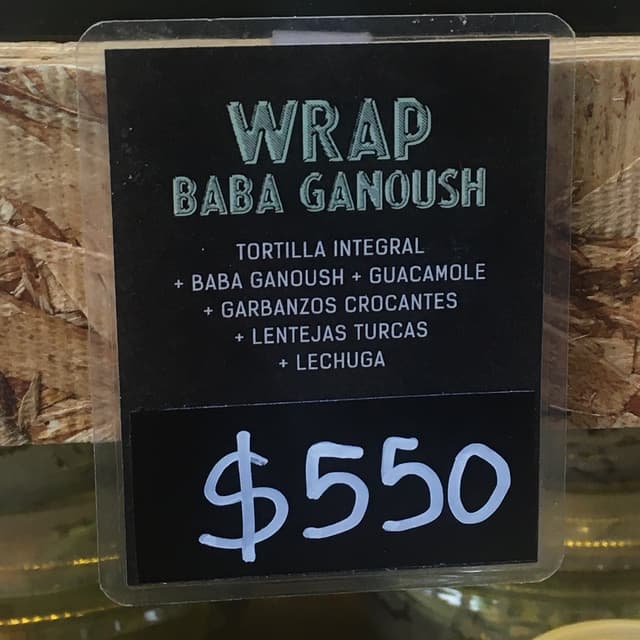 WRAP
BABA GANOUSH
TORTILLA INTEGRAL
+ BABA GANOUSH + GUACAMOLE
+ GARBANZOS CROCANTES
+ LENTEJAS TURCAS
+ LECHUGA
$550